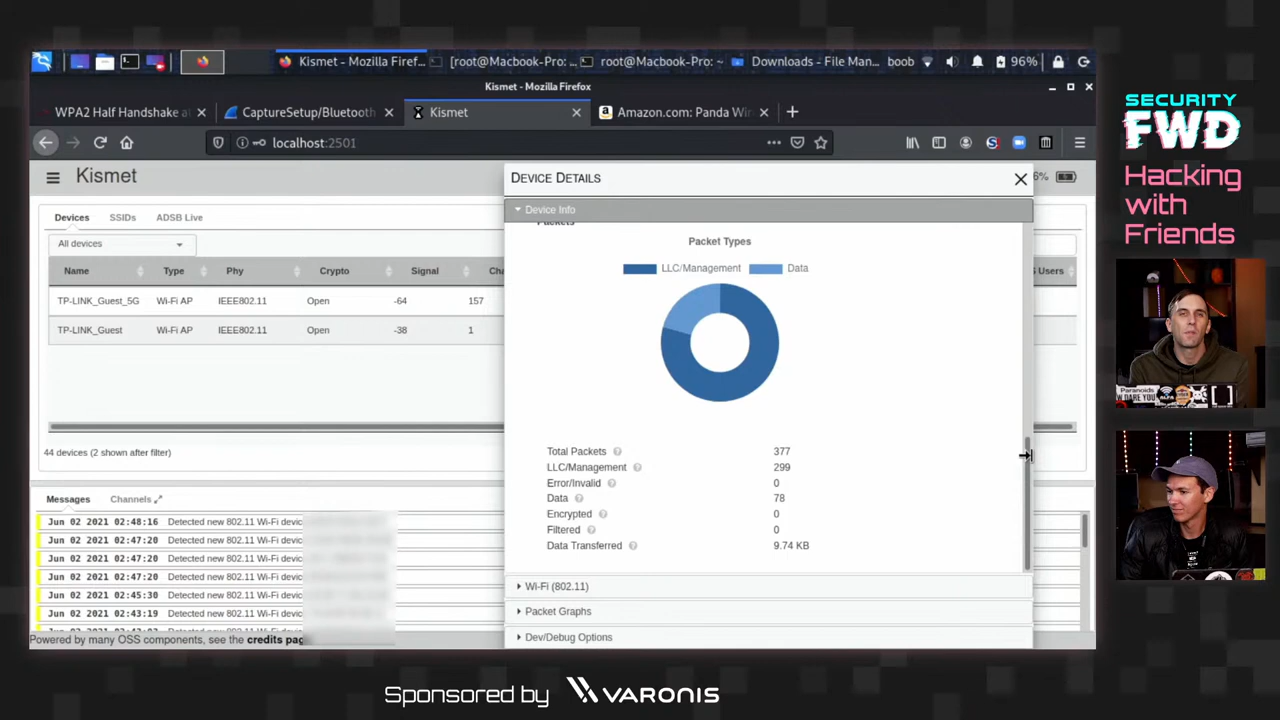 Kismet - Mozilla Firef...
[root@Macbook-Pro: ~
root@Macbook-Pro: ~
Downloads - File Man...
boob
96%
Kismet - Mozilla Firefox
WPA2 Half Handshake at
CaptureSetup/Bluetooth
Kismet
Amazon.com: Panda Wi
localhost:2501
Kismet
6%
Devices
SSIDs
ADSB Live
All devices
Name
Type
Phy
Crypto
Signal
Cha
Users
TP-LINK_Guest_5G
Wi-Fi AP
IEEE802.11
Open
-64
157
TP-LINK_Guest
Wi-Fi AP
IEEE802.11
Open
-38
1
44 devices (2 shown after filter)
Messages
Channels
Jun 02 2021 02:48:16 Detected new 802.11 Wi-Fi devic
Jun 02 2021 02:47:20 Detected new 802.11 Wi-Fi devic
Jun 02 2021 02:47:20 Detected new 802.11 Wi-Fi devic
Jun 02 2021 02:47:20 Detected new 802.11 Wi-Fi devic
Jun 02 2021 02:45:30 Detected new 802.11 Wi-Fi devic
Jun 02 2021 02:43:19 Detected new 802.11 Wi-Fi devic
Powered by many OSS components, see the credits page
DEVICE DETAILS
Device Info
Packets
Packet Types
LLC/Management
Data
Total Packets 377
LLC/Management 299
Error/Invalid 0
Data 78
Encrypted 0
Filtered 0
Data Transferred 9.74 KB
Wi-Fi (802.11)
Packet Graphs
Dev/Debug Options
SECURITY
FWD
Hacking
with
Friends
Paranoids
DARE YOU
Sponsored by VARONIS